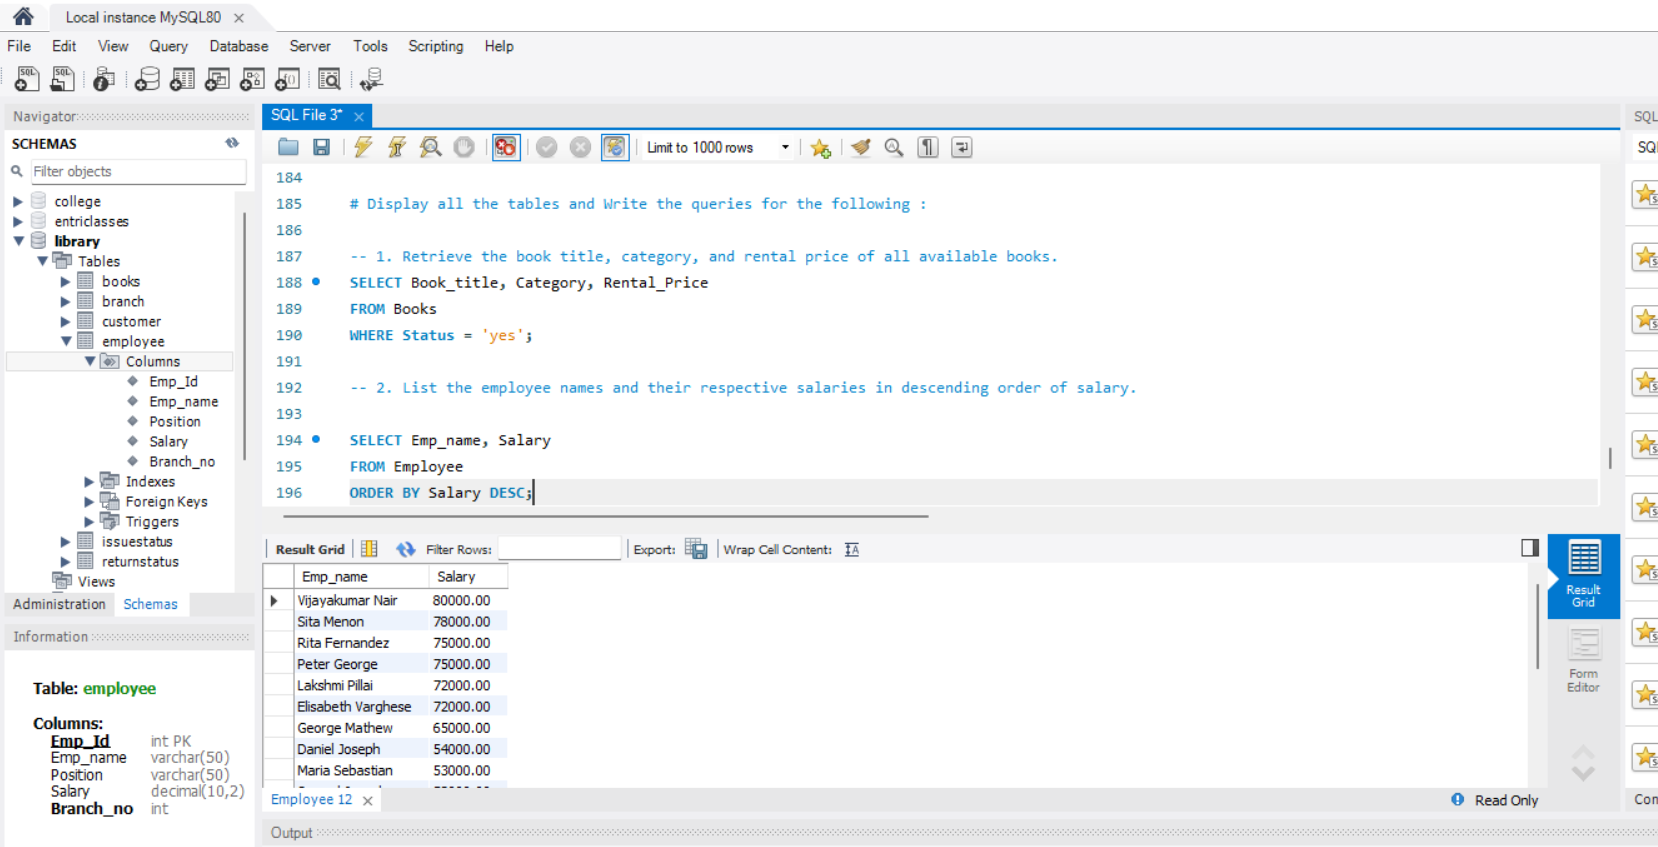 Local instance MySQL80
File Edit View Query Database Server Tools Scripting Help
Navigator
SCHEMAS
Filter objects
college
entriclasses
library
Tables
books
branch
customer
employee
Columns
Emp_Id
Emp_name
Position
Salary
Branch_no
Indexes
Foreign Keys
Triggers
issuestatus
returnstatus
Views
Administration Schemas
Information
Table: employee
Columns:
Emp_Id int PK
Emp_name varchar(50)
Position varchar(50)
Salary decimal(10,2)
Branch_no int
SQL File 3*
Limit to 1000 rows
184
185 # Display all the tables and Write the queries for the following :
186
187 -- 1. Retrieve the book title, category, and rental price of all available books.
188 SELECT Book_title, Category, Rental_Price
189 FROM Books
190 WHERE Status = 'yes';
191
192 -- 2. List the employee names and their respective salaries in descending order of salary.
193
194 SELECT Emp_name, Salary
195 FROM Employee
196 ORDER BY Salary DESC;
Result Grid Filter Rows: Export: Wrap Cell Content:
Emp_name Salary
Vijayakumar Nair 80000.00
Sita Menon 78000.00
Rita Fernandez 75000.00
Peter George 75000.00
Lakshmi Pillai 72000.00
Elisabeth Varghese 72000.00
George Mathew 65000.00
Daniel Joseph 54000.00
Maria Sebastian 53000.00
Result
Grid
Form
Editor
Employee 12
Read Only
Output
SQL